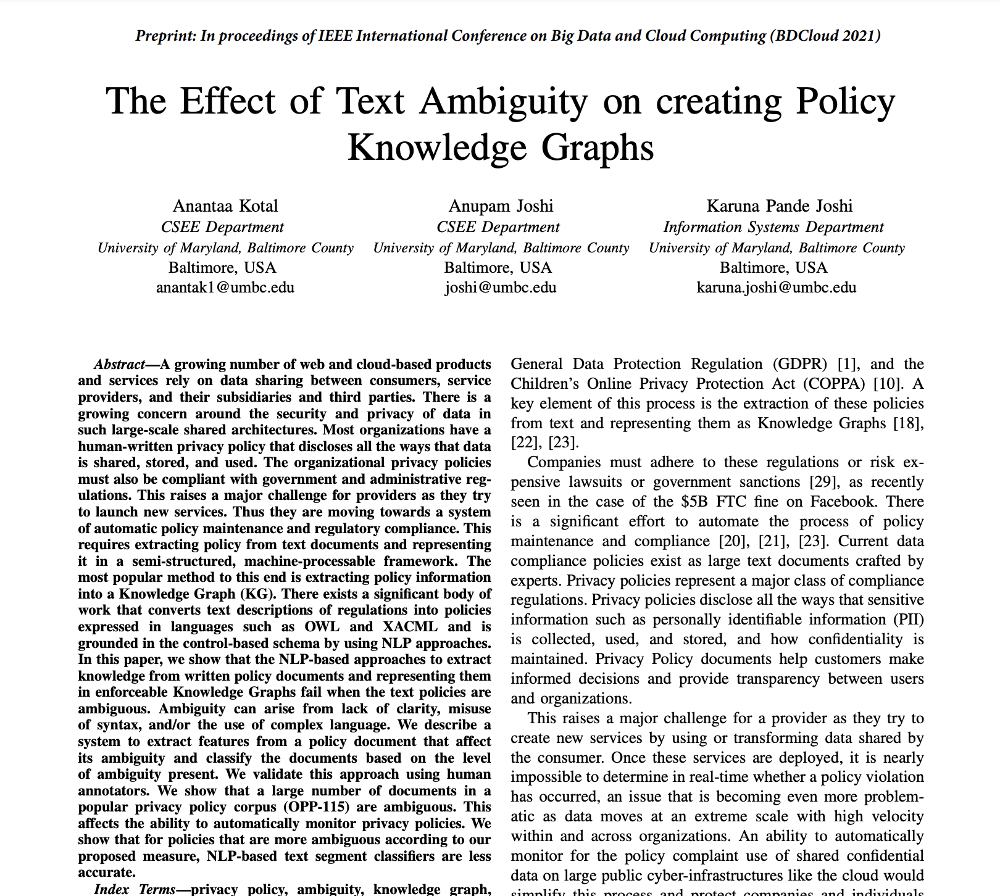 Preprint: In proceedings of IEEE International Conference on Big Data and Cloud Computing (BDCloud 2021)
The Effect of Text Ambiguity on creating Policy
Knowledge Graphs
Anantaa Kotal
CSEE Department
University of Maryland, Baltimore County
Baltimore, USA
anantak1@umbc.edu
Anupam Joshi
CSEE Department
University of Maryland, Baltimore County
Baltimore, USA
joshi@umbc.edu
Karuna Pande Joshi
Information Systems Department
University of Maryland, Baltimore County
Baltimore, USA
karuna.joshi@umbc.edu
Abstract—A growing number of web and cloud-based products
and services rely on data sharing between consumers, service
providers, and their subsidiaries and third parties. There is a
growing concern around the security and privacy of data in
such large-scale shared architectures. Most organizations have a
human-written privacy policy that discloses all the ways that data
is shared, stored, and used. The organizational privacy policies
must also be compliant with government and administrative reg-
ulations. This raises a major challenge for providers as they try
to launch new services. Thus they are moving towards a system
of automatic policy maintenance and regulatory compliance. This
requires extracting policy from text documents and representing
it in a semi-structured, machine-processable framework. The
most popular method to this end is extracting policy information
into a Knowledge Graph (KG). There exists a significant body of
work that converts text descriptions of regulations into policies
expressed in languages such as OWL and XACML and is
grounded in the control-based schema by using NLP approaches.
In this paper, we show that the NLP-based approaches to extract
knowledge from written policy documents and representing them
in enforceable Knowledge Graphs fail when the text policies are
ambiguous. Ambiguity can arise from lack of clarity, misuse
of syntax, and/or the use of complex language. We describe a
system to extract features from a policy document that affect
its ambiguity and classify the documents based on the level
of ambiguity present. We validate this approach using human
annotators. We show that a large number of documents in a
popular privacy policy corpus (OPP-115) are ambiguous. This
affects the ability to automatically monitor privacy policies. We
show that for policies that are more ambiguous according to our
proposed measure, NLP-based text segment classifiers are less
accurate.
Index Terms—privacy policy, ambiguity, knowledge graph,
General Data Protection Regulation (GDPR) [1], and the
Children's Online Privacy Protection Act (COPPA) [10]. A
key element of this process is the extraction of these policies
from text and representing them as Knowledge Graphs [18],
[22], [23].
Companies must adhere to these regulations or risk ex-
pensive lawsuits or government sanctions [29], as recently
seen in the case of the $5B FTC fine on Facebook. There
is a significant effort to automate the process of policy
maintenance and compliance [20], [21], [23]. Current data
compliance policies exist as large text documents crafted by
experts. Privacy policies represent a major class of compliance
regulations. Privacy policies disclose all the ways that sensitive
information such as personally identifiable information (PII)
is collected, used, and stored, and how confidentiality is
maintained. Privacy Policy documents help customers make
informed decisions and provide transparency between users
and organizations.
This raises a major challenge for a provider as they try to
create new services by using or transforming data shared by
the consumer. Once these services are deployed, it is nearly
impossible to determine in real-time whether a policy violation
has occurred, an issue that is becoming even more problem-
atic as data moves at an extreme scale with high velocity
within and across organizations. An ability to automatically
monitor for the policy complaint use of shared confidential
data on large public cyber-infrastructures like the cloud would
simplify this process and protect companies and individuals